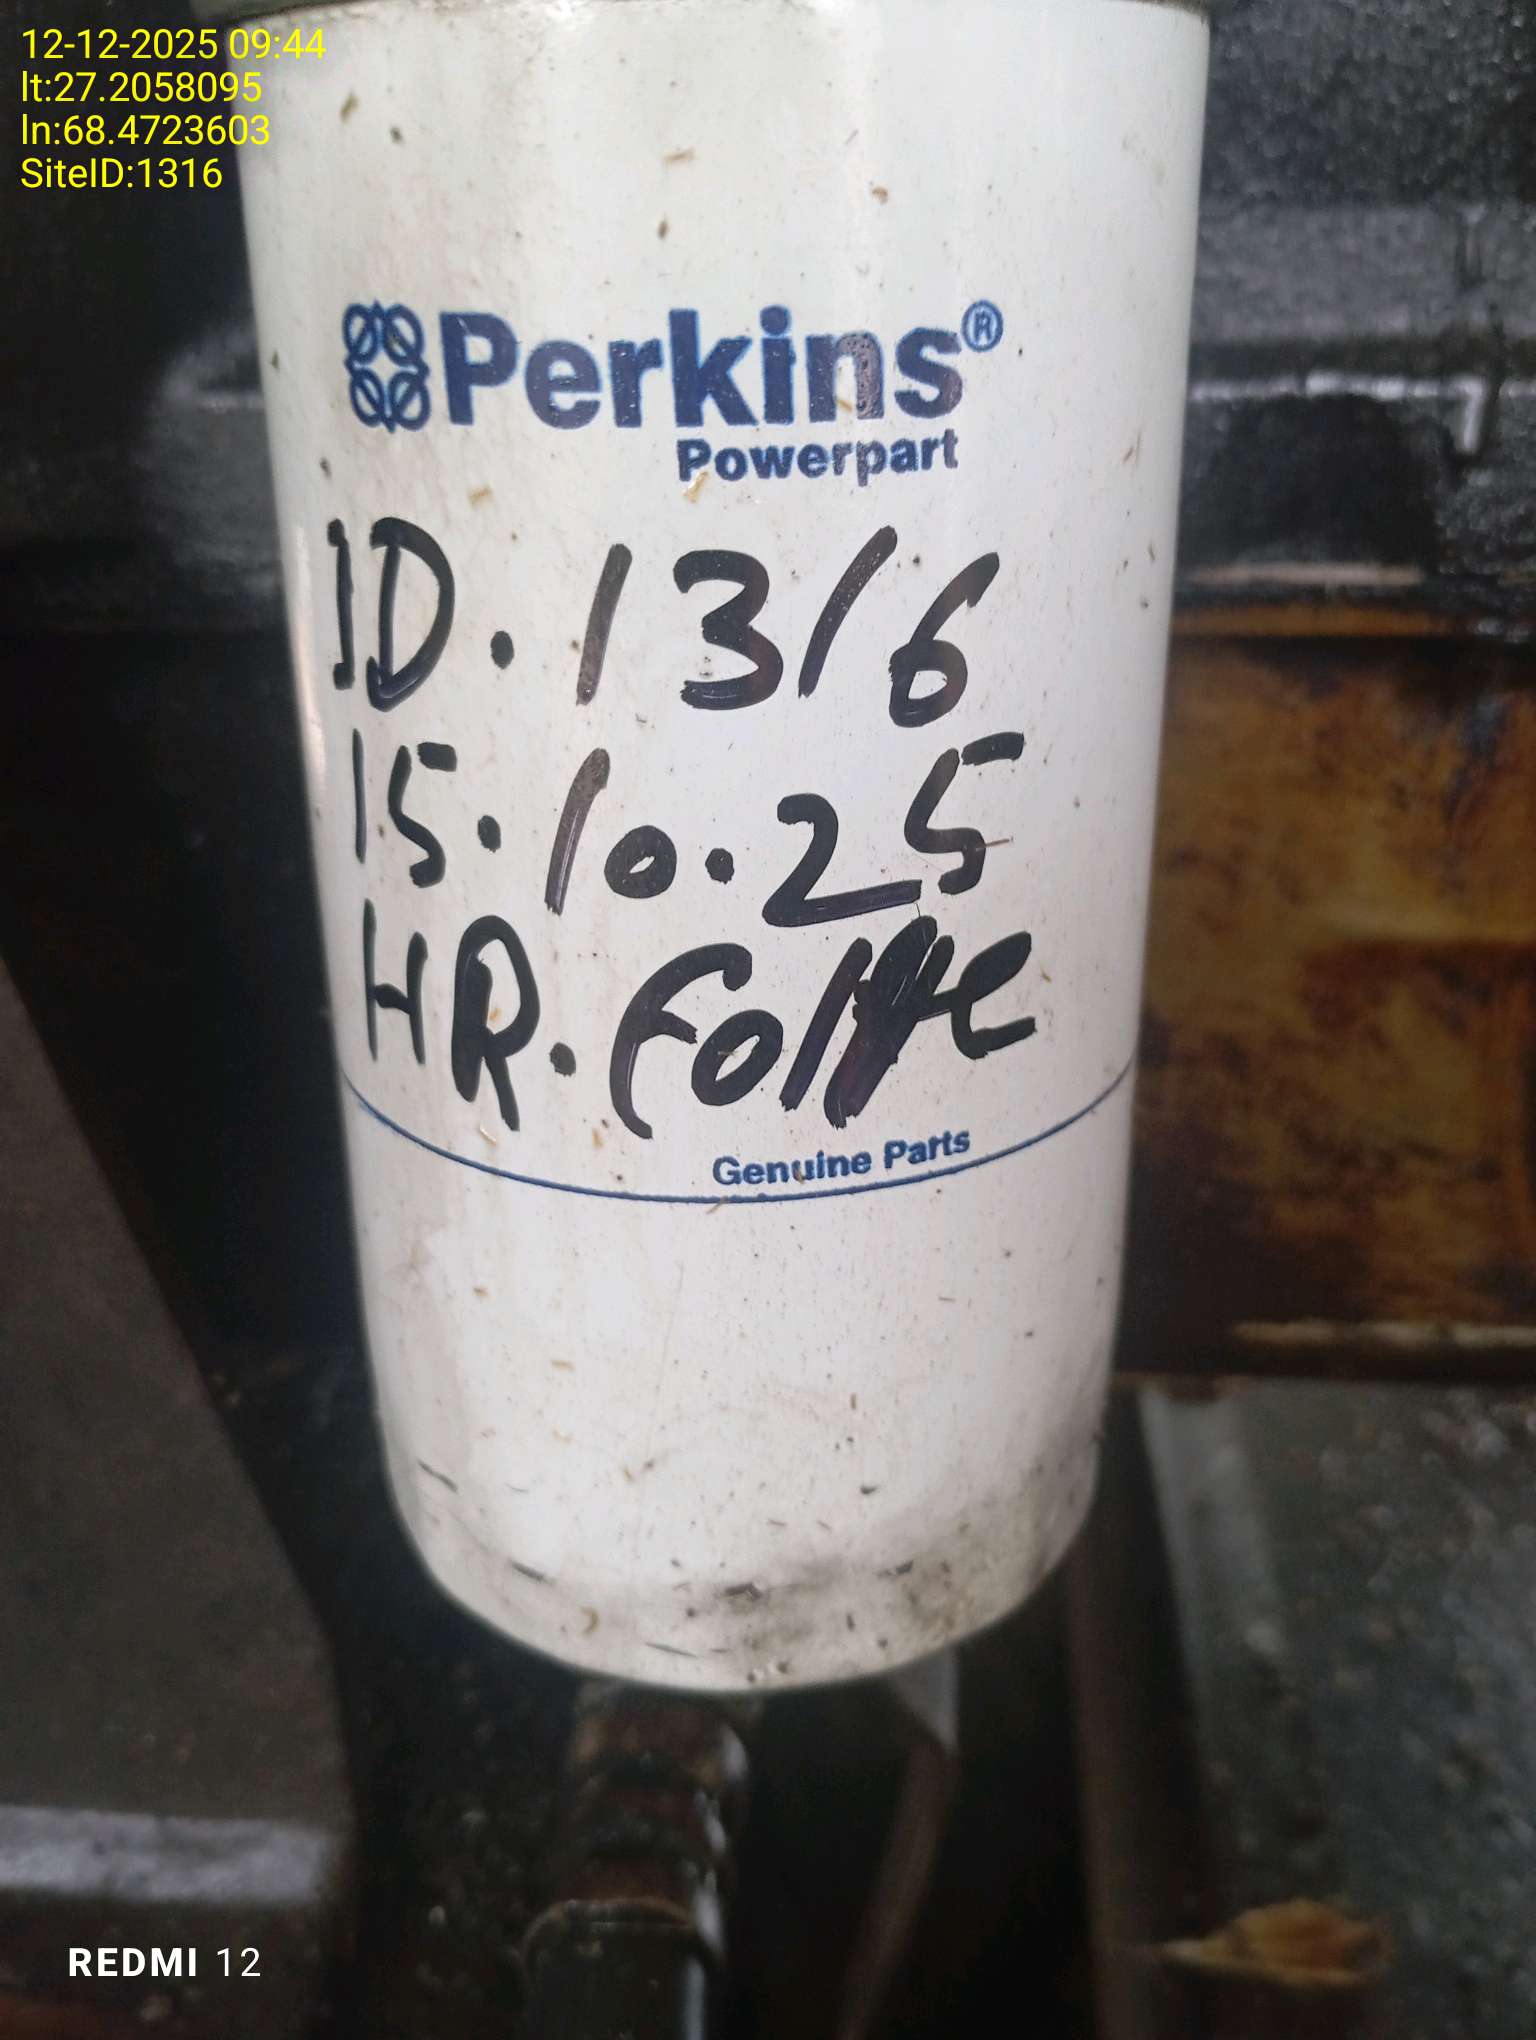 12-12-2025 09:44
lt:27.2058095
ln:68.4723603
SiteID:1316
Perkins®
Powerpart
ID.1316
15.10.25
HR.
Genuine Parts
REDMI 12